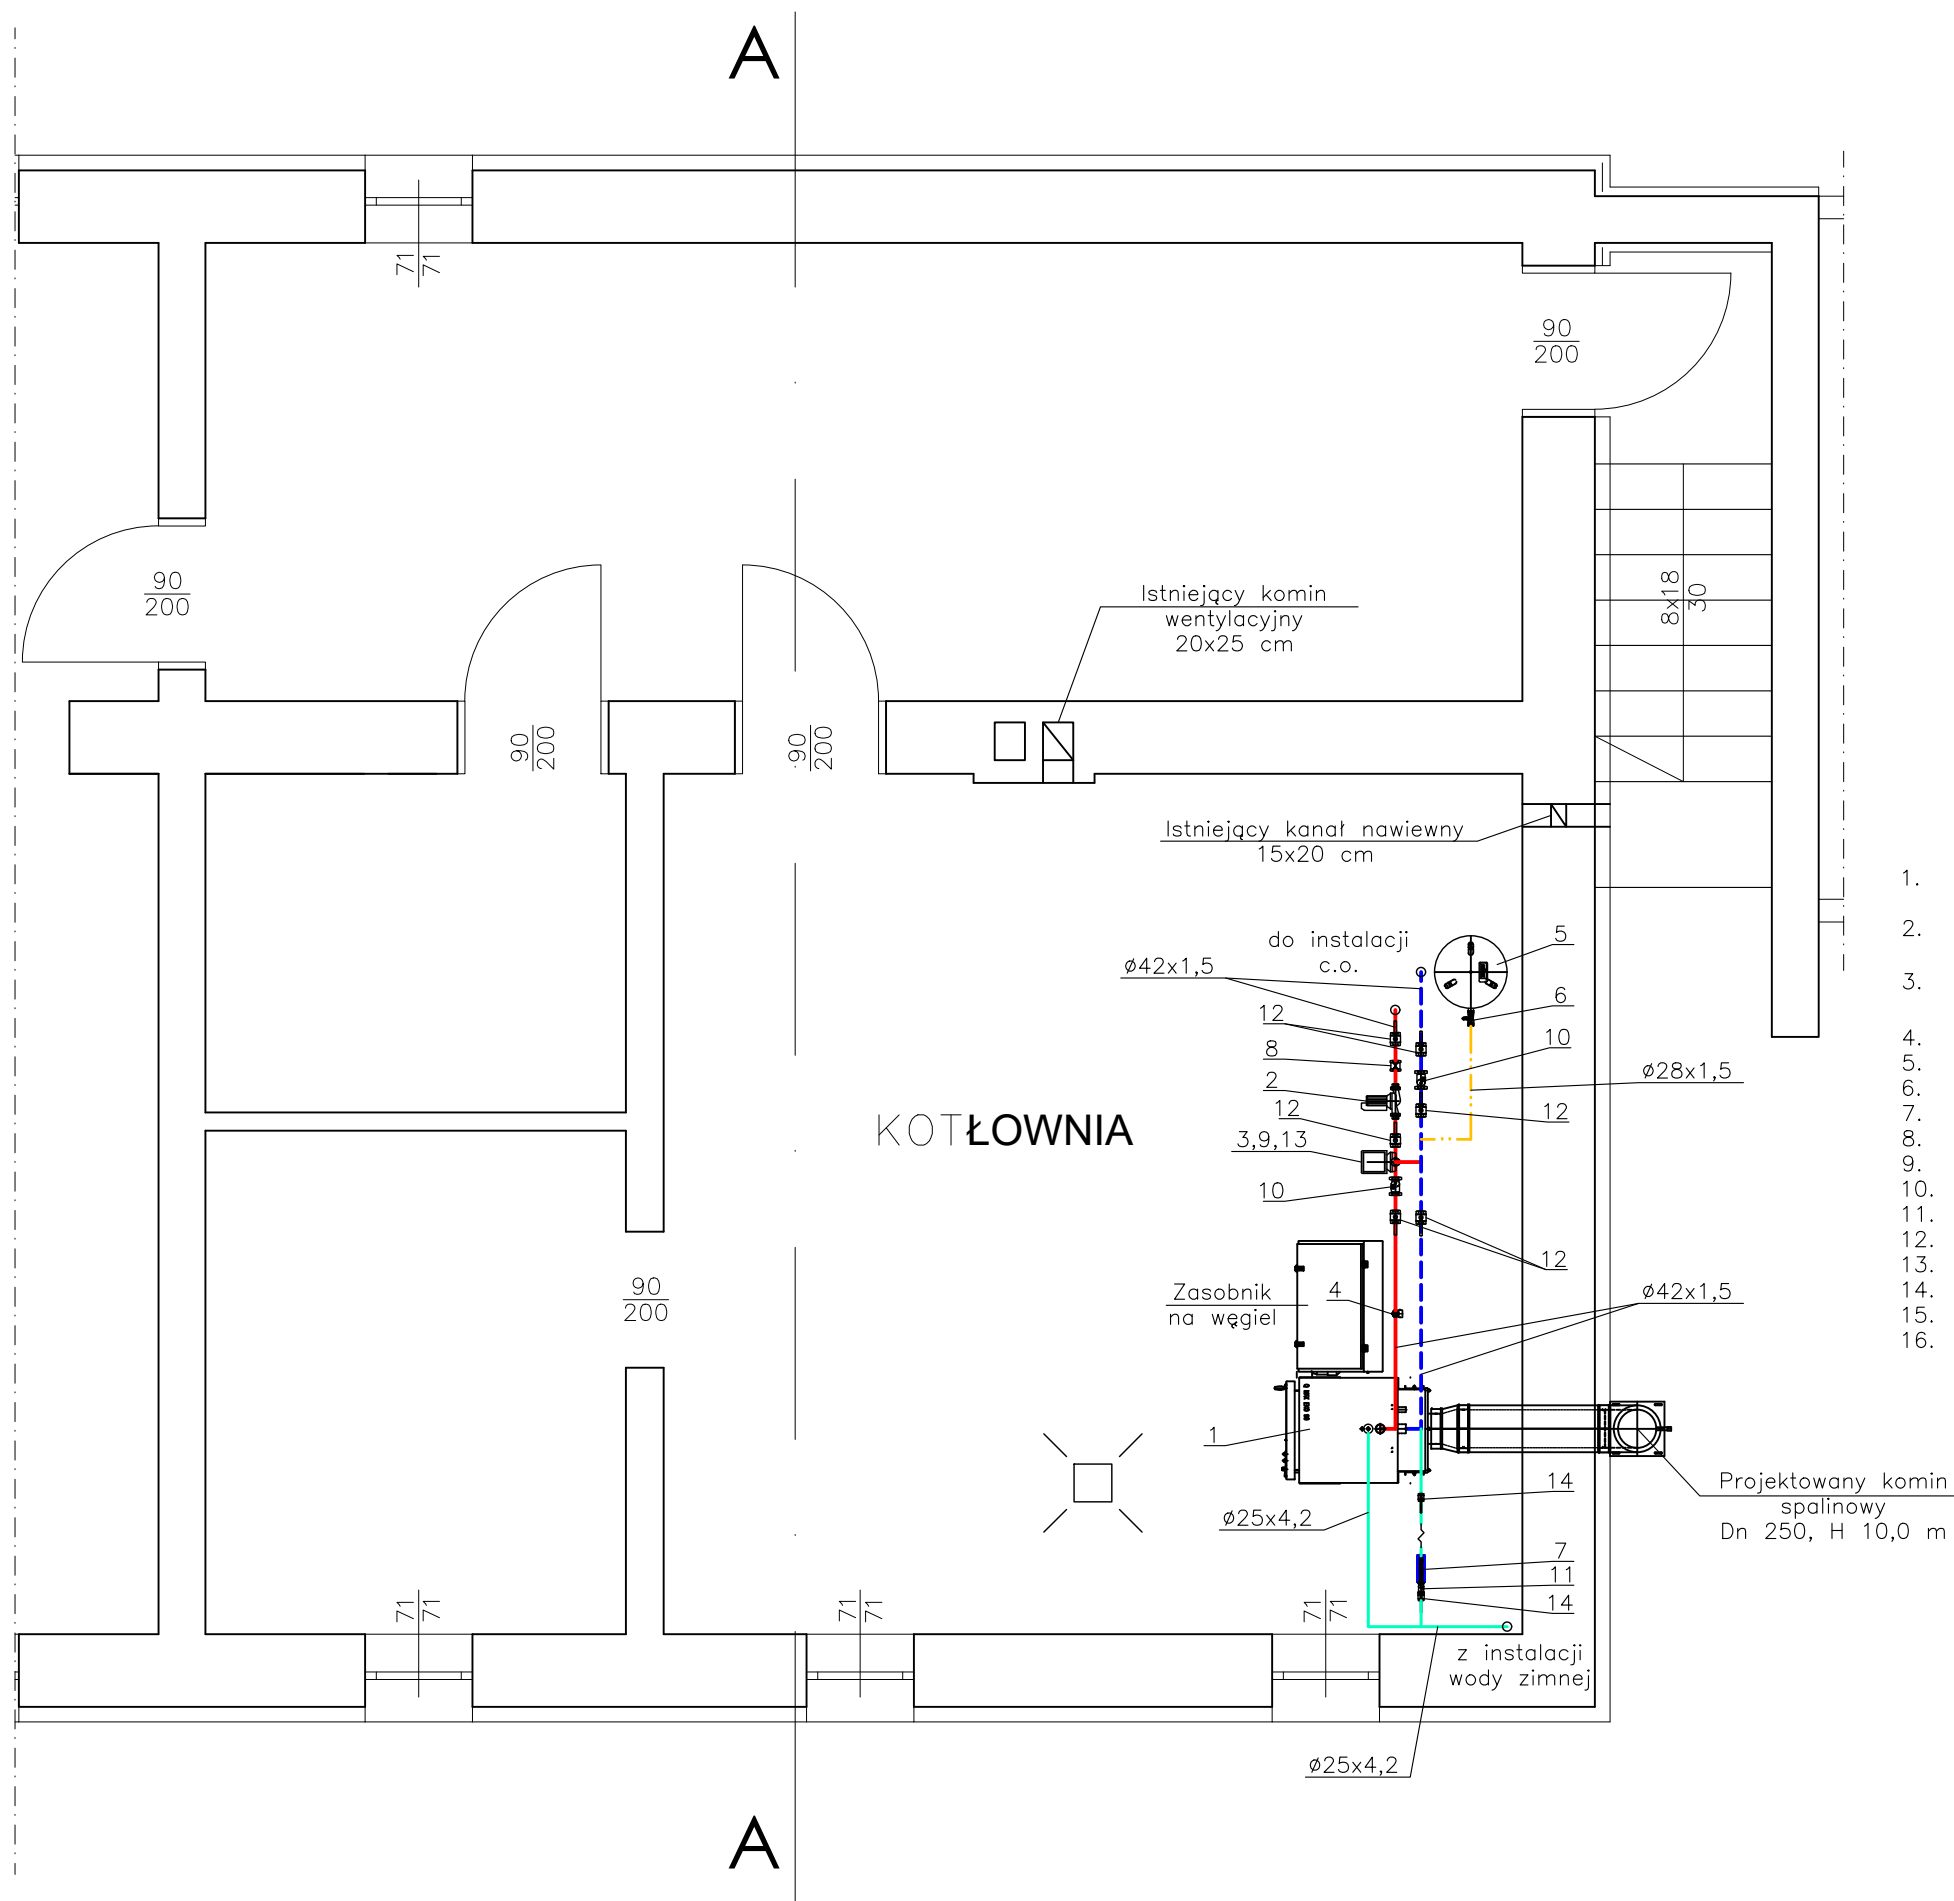 A
71
71
90
200
90
200
Istniejący komin
wentylacyjny
20x25 cm
8x18
30
90
200
90
200
Istniejący kanał nawiewny
15x20 cm
1.
2.
3.
4.
5.
6.
7.
8.
9.
10.
11.
12.
13.
14.
15.
16.
do instalacji
c.o.
5
ø42x1,5
6
12
10
8
ø28x1,5
2
12
12
KOTŁOWNIA
3,9,13
10
12
90
200
Zasobnik
na węgiel
4
ø42x1,5
1
14
Projektowany komin
spalinowy
Dn 250, H 10,0 m
ø25x4,2
7
11
14
71
71
71
71
71
71
z instalacji
wody zimnej
ø25x4,2
A